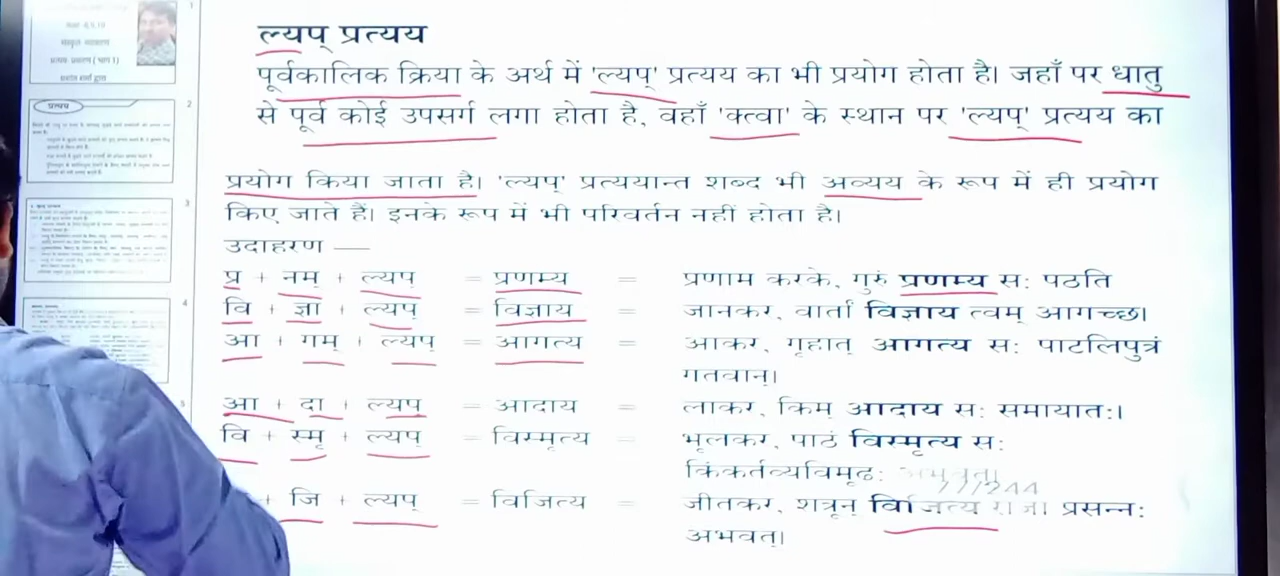 ल्यप् प्रत्यय
पूर्वकालिक क्रिया के अर्थ में 'ल्यप्' प्रत्यय का भी प्रयोग होता है। जहाँ पर धातु
से पूर्व कोई उपसर्ग लगा होता है, वहाँ 'क्त्वा' के स्थान पर 'ल्यप्' प्रत्यय का
प्रयोग किया जाता है। 'ल्यप्' प्रत्ययान्त शब्द भी अव्यय के रूप में ही प्रयोग
किए जाते हैं। इनके रूप में भी परिवर्तन नहीं होता है।
उदाहरण —
प्र + नम् + ल्यप् = प्रणम्य = प्रणाम करके, गुरुं प्रणम्य सः पठति
वि + ज्ञा + ल्यप् = विज्ञाय = जानकर, वार्तां विज्ञाय त्वम् आगच्छ।
आ + गम् + ल्यप् = आगत्य = आकर, गृहात् आगत्य सः पाटलिपुत्रं
गतवान्।
आ + दा + ल्यप् = आदाय = लाकर, किम् आदाय सः समायातः।
वि + स्मृ + ल्यप् = विस्मृत्य = भूलकर, पाठं विस्मृत्य सः
किंकर्तव्यविमूढः अभवत्।
+ जि + ल्यप् = विजित्य = जीतकर, शत्रून् विजित्य राजा प्रसन्नः
अभवत्।
प्रत्यय